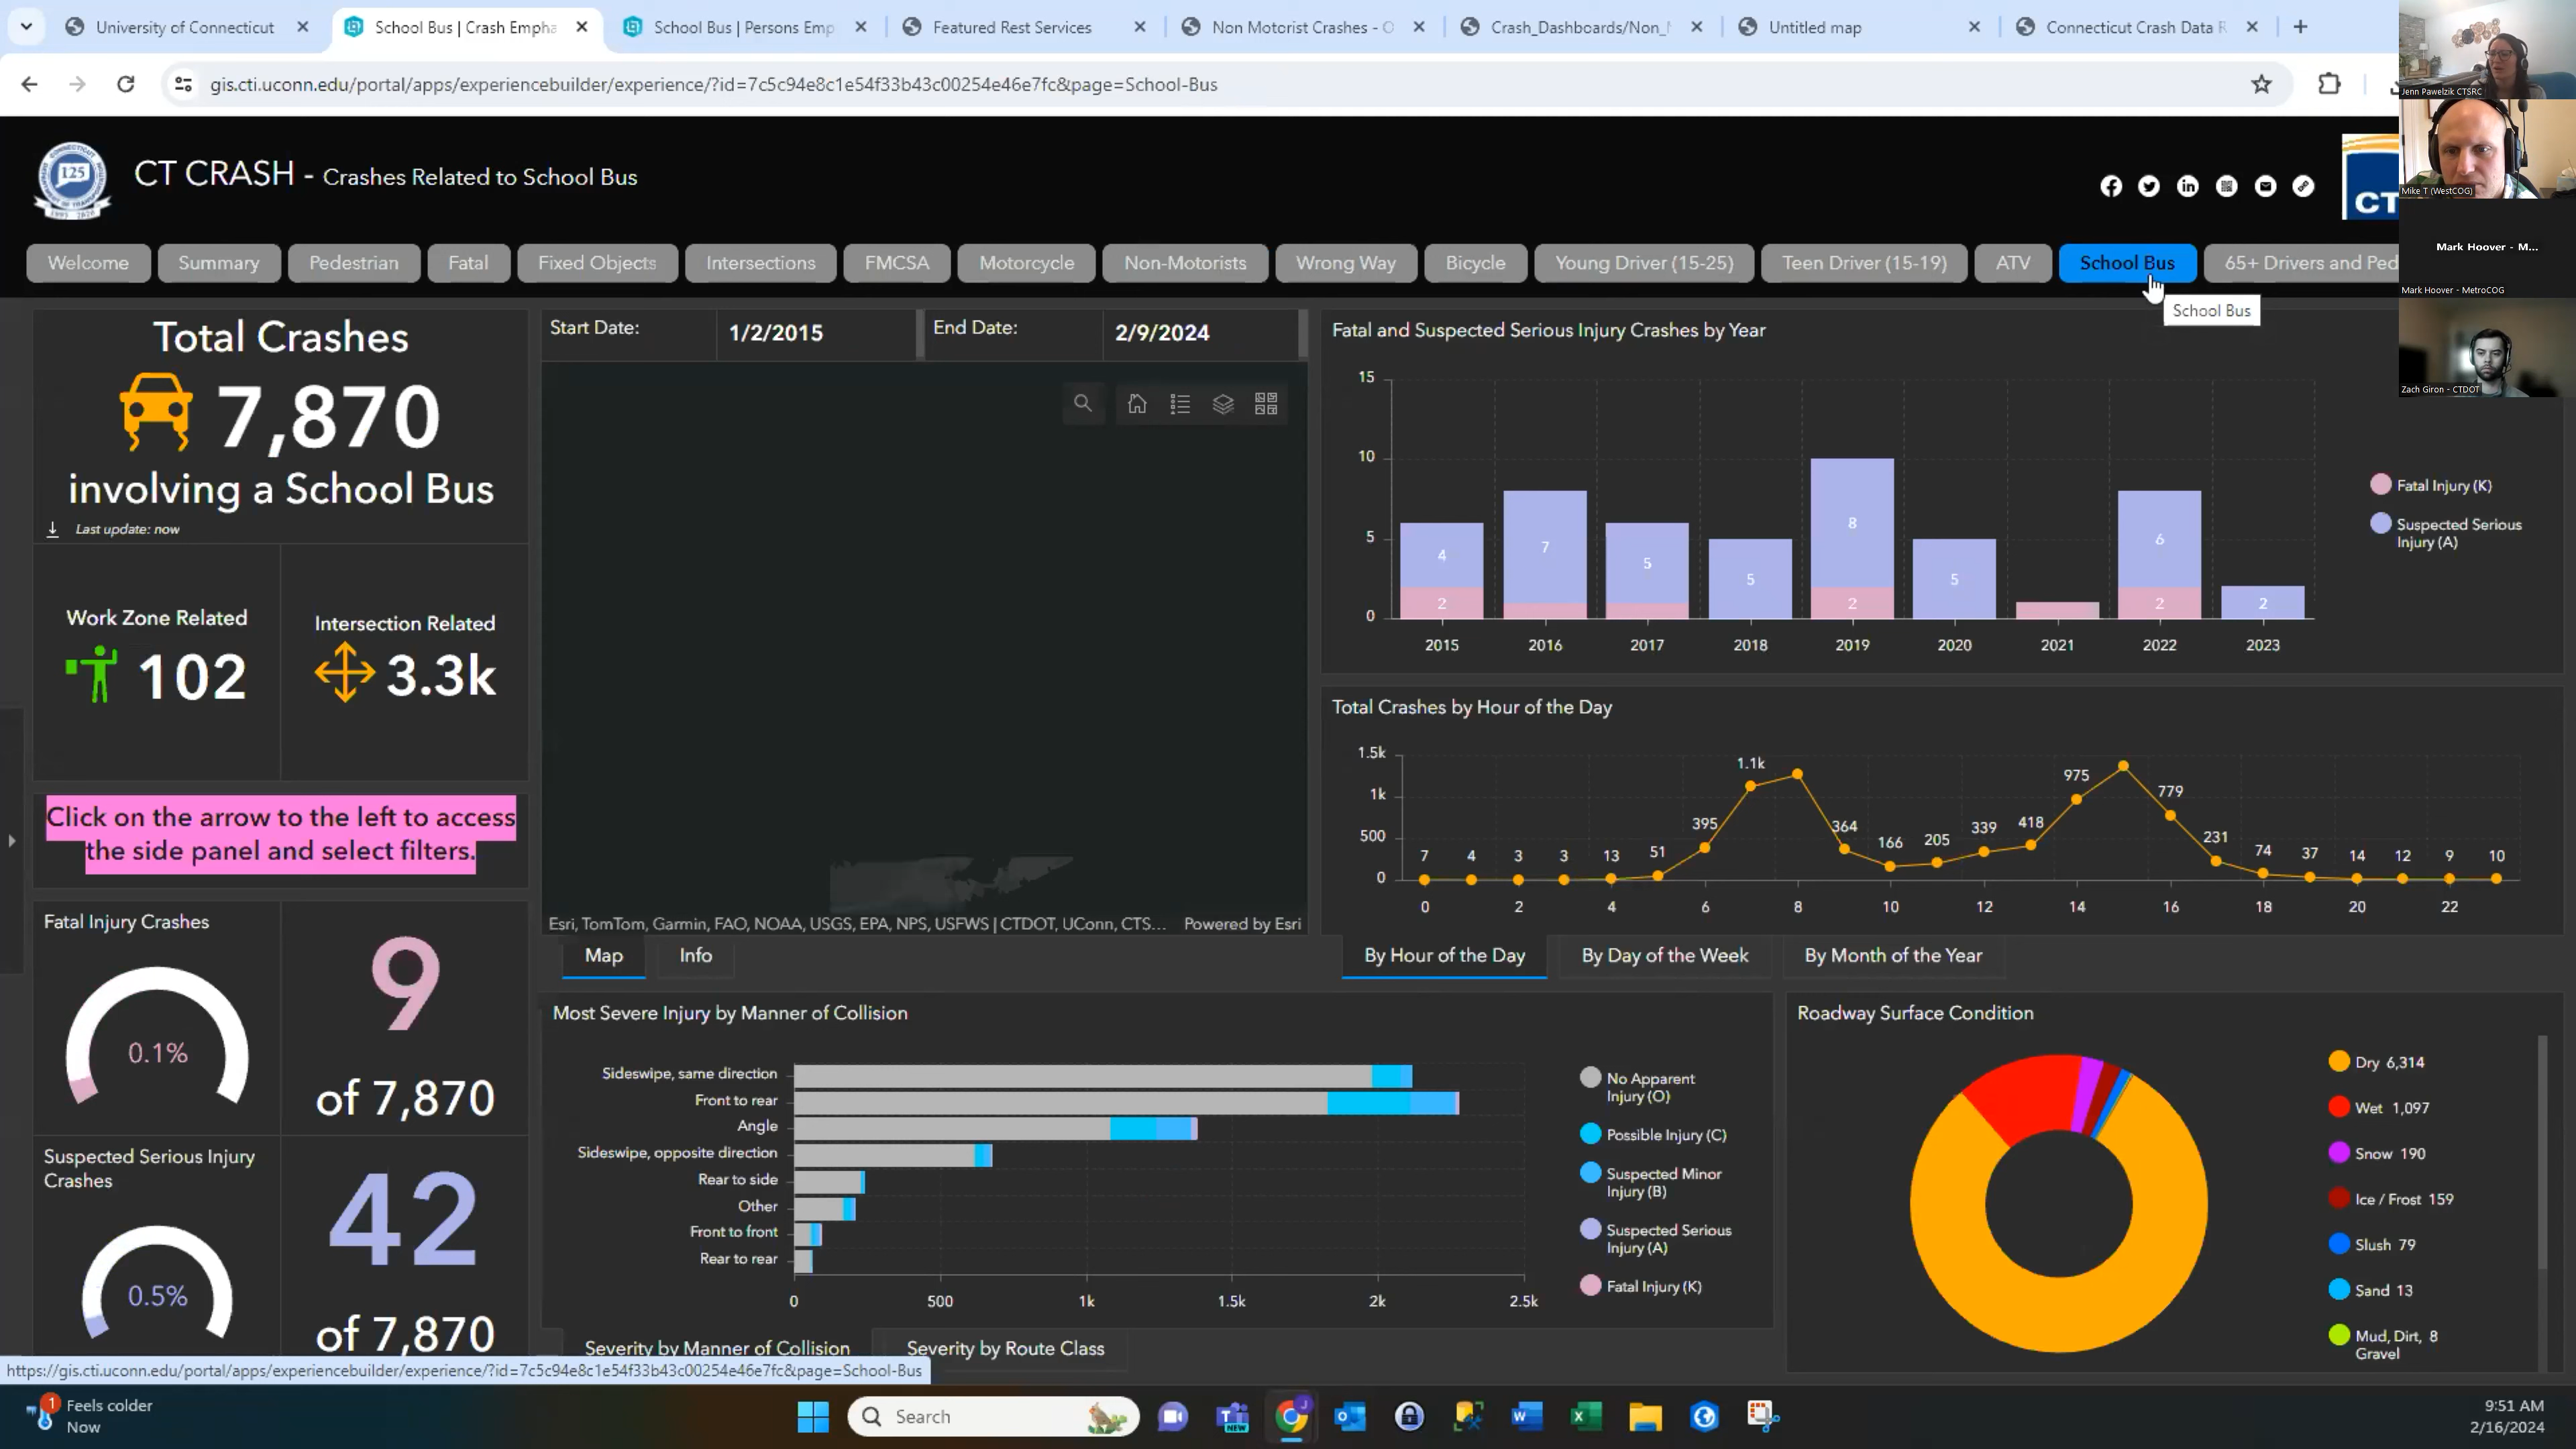 University of Connecticut
School Bus | Crash Empha
School Bus | Persons Emp
Featured Rest Services
Non Motorist Crashes - O
Crash_Dashboards/Non_
Untitled map
Connecticut Crash Data R
gis.cti.uconn.edu/portal/apps/experiencebuilder/experience/?id=7c5c94e8c1e54f33b43c00254e46e7fc&page=School-Bus
Jenn Pawelzik CTSRC
Mike T (WestCOG)
Mark Hoover - M...
Mark Hoover - MetroCOG
Zach Giron - CTDOT
125
CT CRASH - Crashes Related to School Bus
CT
Welcome
Summary
Pedestrian
Fatal
Fixed Objects
Intersections
FMCSA
Motorcycle
Non-Motorists
Wrong Way
Bicycle
Young Driver (15-25)
Teen Driver (15-19)
ATV
School Bus
65+ Drivers and Ped
School Bus
Total Crashes
7,870
involving a School Bus
Last update: now
Work Zone Related
102
Intersection Related
3.3k
Click on the arrow to the left to access
the side panel and select filters.
Fatal Injury Crashes
0.1%
9
of 7,870
Suspected Serious Injury
Crashes
0.5%
42
of 7,870
Start Date:
1/2/2015
End Date:
2/9/2024
Esri, TomTom, Garmin, FAO, NOAA, USGS, EPA, NPS, USFWS | CTDOT, UConn, CTS...
Powered by Esri
Map
Info
Fatal and Suspected Serious Injury Crashes by Year
15
10
5
0
4
2
7
5
5
8
2
5
6
2
2
2015
2016
2017
2018
2019
2020
2021
2022
2023
Fatal Injury (K)
Suspected Serious
Injury (A)
Total Crashes by Hour of the Day
1.5k
1k
500
0
7
4
3
3
13
51
395
1.1k
364
166
205
339
418
975
779
231
74
37
14
12
9
10
0
2
4
6
8
10
12
14
16
18
20
22
By Hour of the Day
By Day of the Week
By Month of the Year
Most Severe Injury by Manner of Collision
Sideswipe, same direction
Front to rear
Angle
Sideswipe, opposite direction
Rear to side
Other
Front to front
Rear to rear
0
500
1k
1.5k
2k
2.5k
No Apparent
Injury (O)
Possible Injury (C)
Suspected Minor
Injury (B)
Suspected Serious
Injury (A)
Fatal Injury (K)
Severity by Manner of Collision
Severity by Route Class
Roadway Surface Condition
Dry 6,314
Wet 1,097
Snow 190
Ice / Frost 159
Slush 79
Sand 13
Mud, Dirt, 8
Gravel
https://gis.cti.uconn.edu/portal/apps/experiencebuilder/experience/?id=7c5c94e8c1e54f33b43c00254e46e7fc&page=School-Bus
1
Feels colder
Now
Search
NEW
9:51 AM
2/16/2024